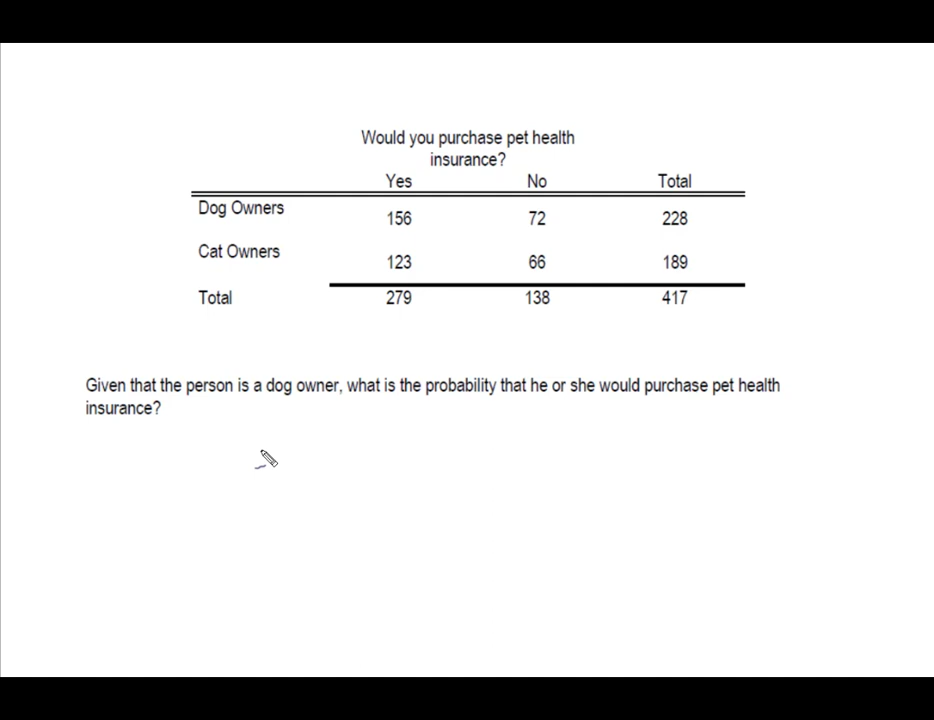 Would you purchase pet health
insurance?
Yes No Total
Dog Owners 156 72 228
Cat Owners 123 66 189
Total 279 138 417
Given that the person is a dog owner, what is the probability that he or she would purchase pet health
insurance?